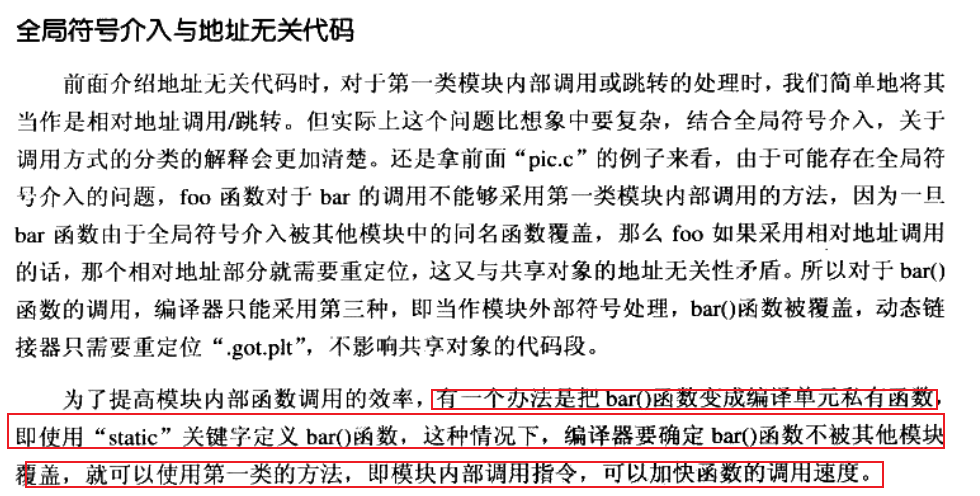 全局符号介入与地址无关代码
前面介绍地址无关代码时，对于第一类模块内部调用或跳转的处理时，我们简单地将其
当作是相对地址调用/跳转。但实际上这个问题比想象中要复杂，结合全局符号介入，关于
调用方式的分类的解释会更加清楚。还是拿前面“pic.c”的例子来看，由于可能存在全局符
号介入的问题，foo 函数对于 bar 的调用不能够采用第一类模块内部调用的方法，因为一旦
bar 函数由于全局符号介入被其他模块中的同名函数覆盖，那么 foo 如果采用相对地址调用
的话，那个相对地址部分就需要重定位，这又与共享对象的地址无关性矛盾。所以对于 bar()
函数的调用，编译器只能采用第三种，即当作模块外部符号处理，bar()函数被覆盖，动态链
接器只需要重定位“.got.plt”，不影响共享对象的代码段。
为了提高模块内部函数调用的效率，有一个办法是把 bar()函数变成编译单元私有函数，
即使用“static”关键字定义 bar()函数，这种情况下，编译器要确定 bar()函数不被其他模块
覆盖，就可以使用第一类的方法，即模块内部调用指令，可以加快函数的调用速度。